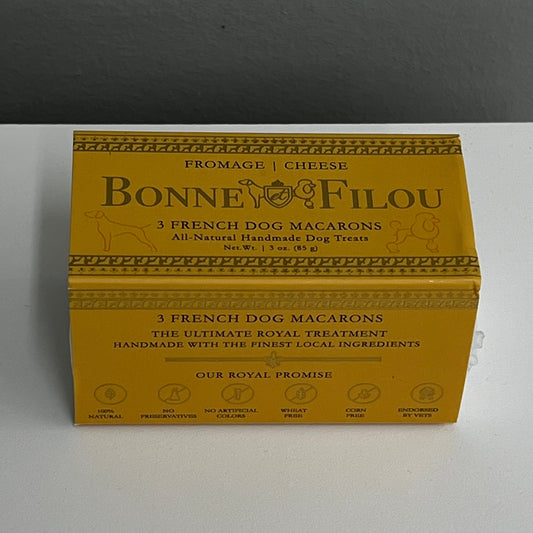 FROMAGE | CHEESE
BONNE et FILOU
3 FRENCH DOG MACARONS
All-Natural Handmade Dog Treats
Net. Wt. | 3 oz. (85 g)
3 FRENCH DOG MACARONS
THE ULTIMATE ROYAL TREATMENT
HANDMADE WITH THE FINEST LOCAL INGREDIENTS
OUR ROYAL PROMISE
100% NATURAL
NO PRESERVATIVES
NO ARTIFICIAL COLORS
WHEAT FREE
CORN FREE
ENDORSED BY VETS